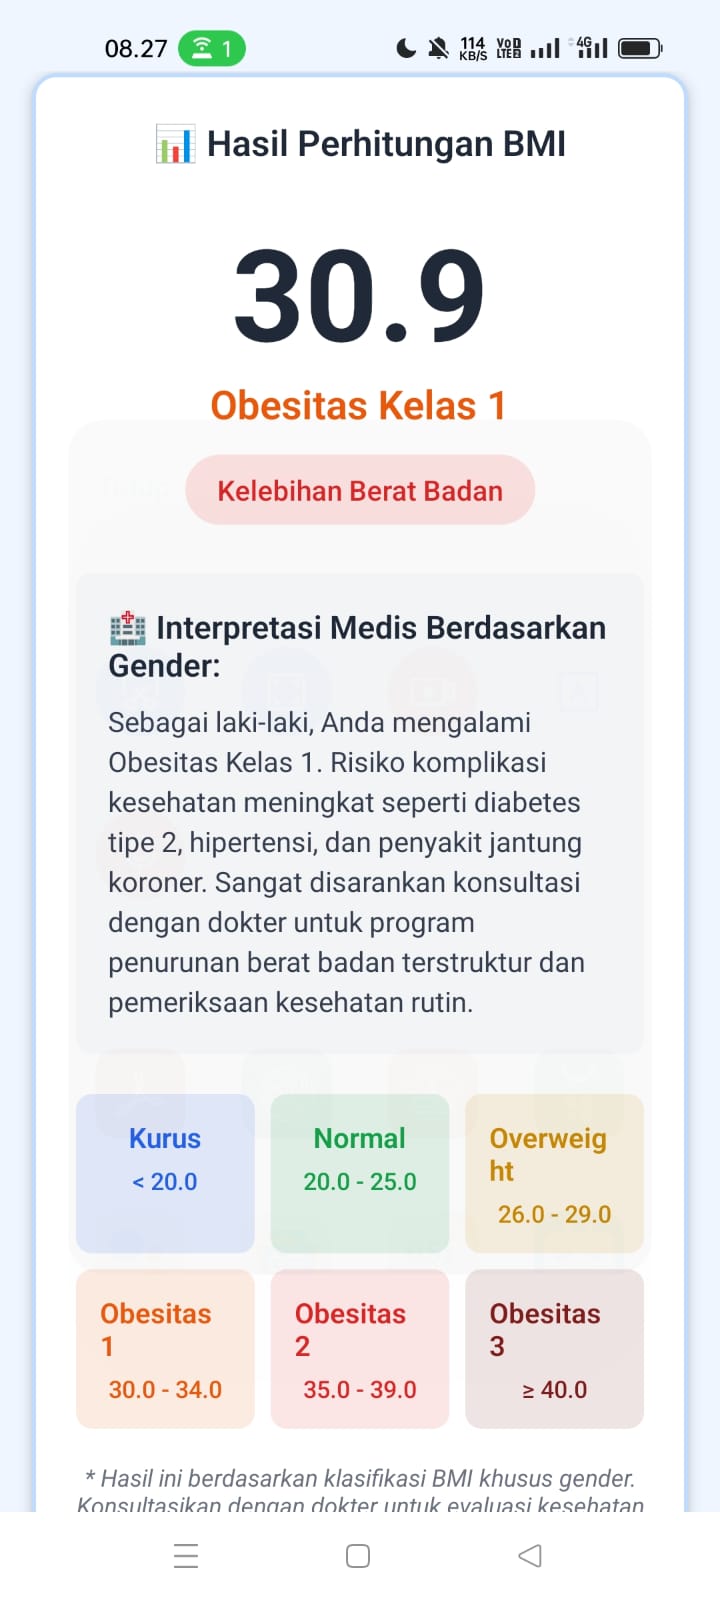 08.27
1
114
KB/S
VoD
LTE2
4G
Hasil Perhitungan BMI
30.9
Obesitas Kelas 1
Kelebihan Berat Badan
Interpretasi Medis Berdasarkan
Gender:
Sebagai laki-laki, Anda mengalami
Obesitas Kelas 1. Risiko komplikasi
kesehatan meningkat seperti diabetes
tipe 2, hipertensi, dan penyakit jantung
koroner. Sangat disarankan konsultasi
dengan dokter untuk program
penurunan berat badan terstruktur dan
pemeriksaan kesehatan rutin.
Kurus
< 20.0
Normal
20.0 - 25.0
Overweig
ht
26.0 - 29.0
Obesitas
1
30.0 - 34.0
Obesitas
2
35.0 - 39.0
Obesitas
3
≥ 40.0
* Hasil ini berdasarkan klasifikasi BMI khusus gender.
Konsultasikan dengan dokter untuk evaluasi kesehatan